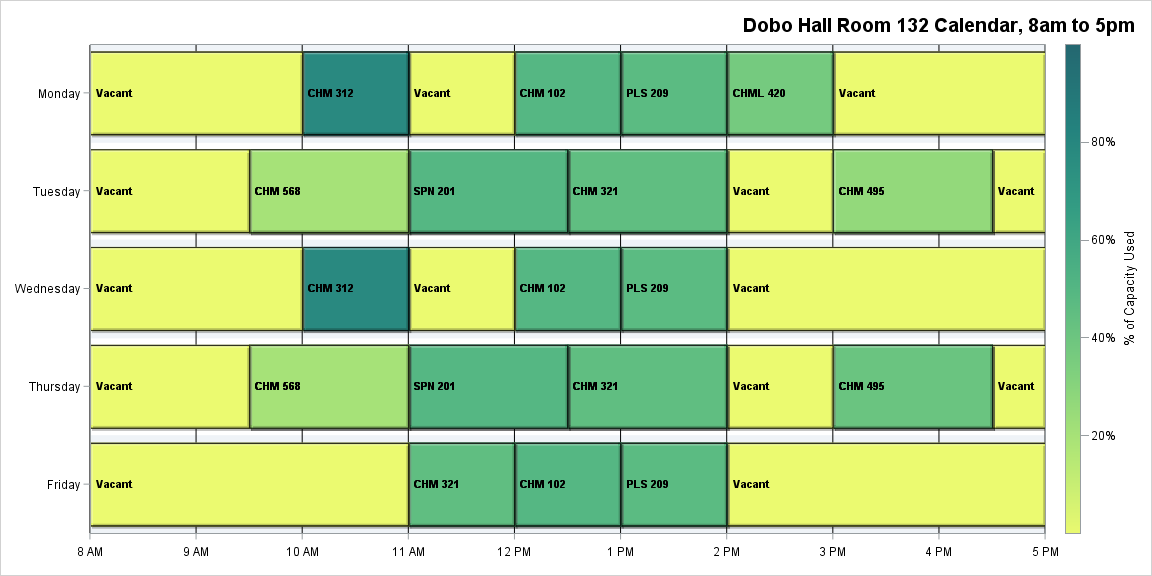 Dobo Hall Room 132 Calendar, 8am to 5pm
Monday Vacant CHM 312 Vacant CHM 102 PLS 209 CHML 420 Vacant
80%
Tuesday Vacant CHM 568 SPN 201 CHM 321 Vacant CHM 495 Vacant
60%
% of Capacity Used
Wednesday Vacant CHM 312 Vacant CHM 102 PLS 209 Vacant
40%
Thursday Vacant CHM 568 SPN 201 CHM 321 Vacant CHM 495 Vacant
20%
Friday Vacant CHM 321 CHM 102 PLS 209 Vacant
8 AM 9 AM 10 AM 11 AM 12 PM 1 PM 2 PM 3 PM 4 PM 5 PM